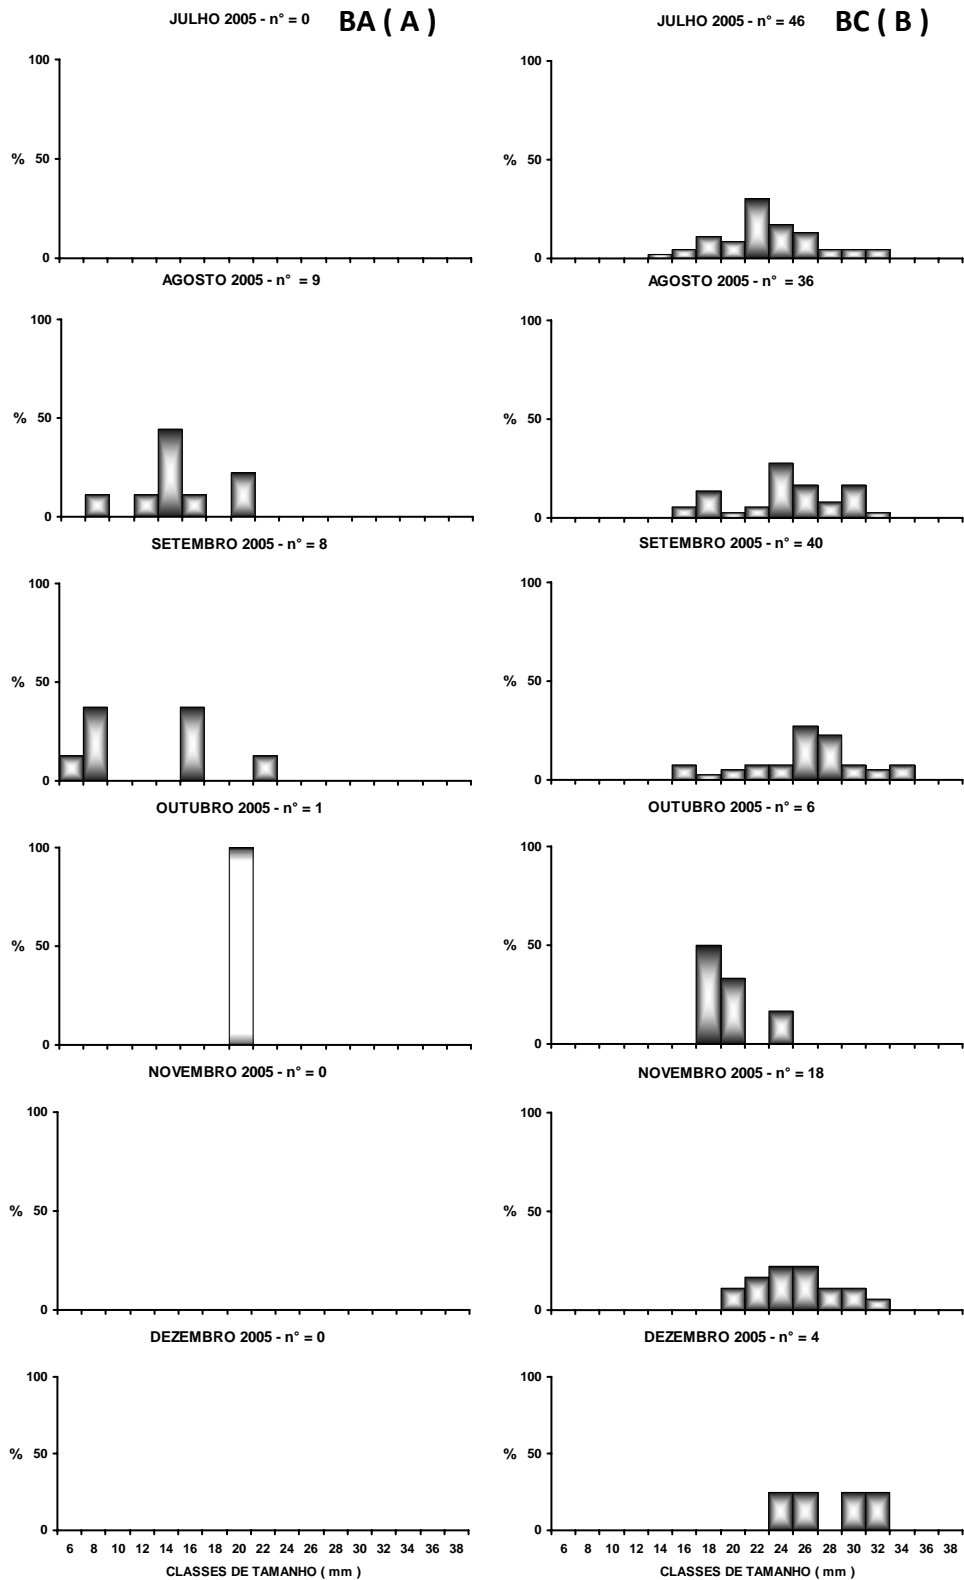 JULHO 2005 - n° = 0
BA ( A )
100
% 50
0
AGOSTO 2005 - n° = 9
100
% 50
0
SETEMBRO 2005 - n° = 8
100
% 50
0
OUTUBRO 2005 - n° = 1
100
% 50
0
NOVEMBRO 2005 - n° = 0
100
% 50
0
DEZEMBRO 2005 - n° = 0
100
% 50
0
6 8 10 12 14 16 18 20 22 24 26 28 30 32 34 36 38
CLASSES DE TAMANHO ( mm )
JULHO 2005 - n° = 46
BC ( B )
100
% 50
0
AGOSTO 2005 - n° = 36
100
% 50
0
SETEMBRO 2005 - n° = 40
100
% 50
0
OUTUBRO 2005 - n° = 6
100
% 50
0
NOVEMBRO 2005 - n° = 18
100
% 50
0
DEZEMBRO 2005 - n° = 4
100
% 50
0
6 8 10 12 14 16 18 20 22 24 26 28 30 32 34 36 38
CLASSES DE TAMANHO ( mm )